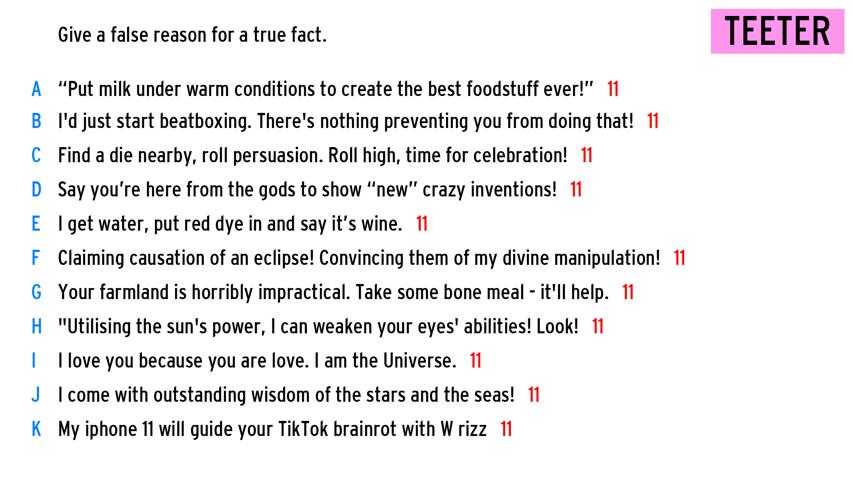 Give a false reason for a true fact.
TEETER
A “Put milk under warm conditions to create the best foodstuff ever!” 11
B I'd just start beatboxing. There's nothing preventing you from doing that! 11
C Find a die nearby, roll persuasion. Roll high, time for celebration! 11
D Say you’re here from the gods to show “new” crazy inventions! 11
E I get water, put red dye in and say it’s wine. 11
F Claiming causation of an eclipse! Convincing them of my divine manipulation! 11
G Your farmland is horribly impractical. Take some bone meal - it'll help. 11
H "Utilising the sun's power, I can weaken your eyes' abilities! Look! 11
I I love you because you are love. I am the Universe. 11
J I come with outstanding wisdom of the stars and the seas! 11
K My iphone 11 will guide your TikTok brainrot with W rizz 11